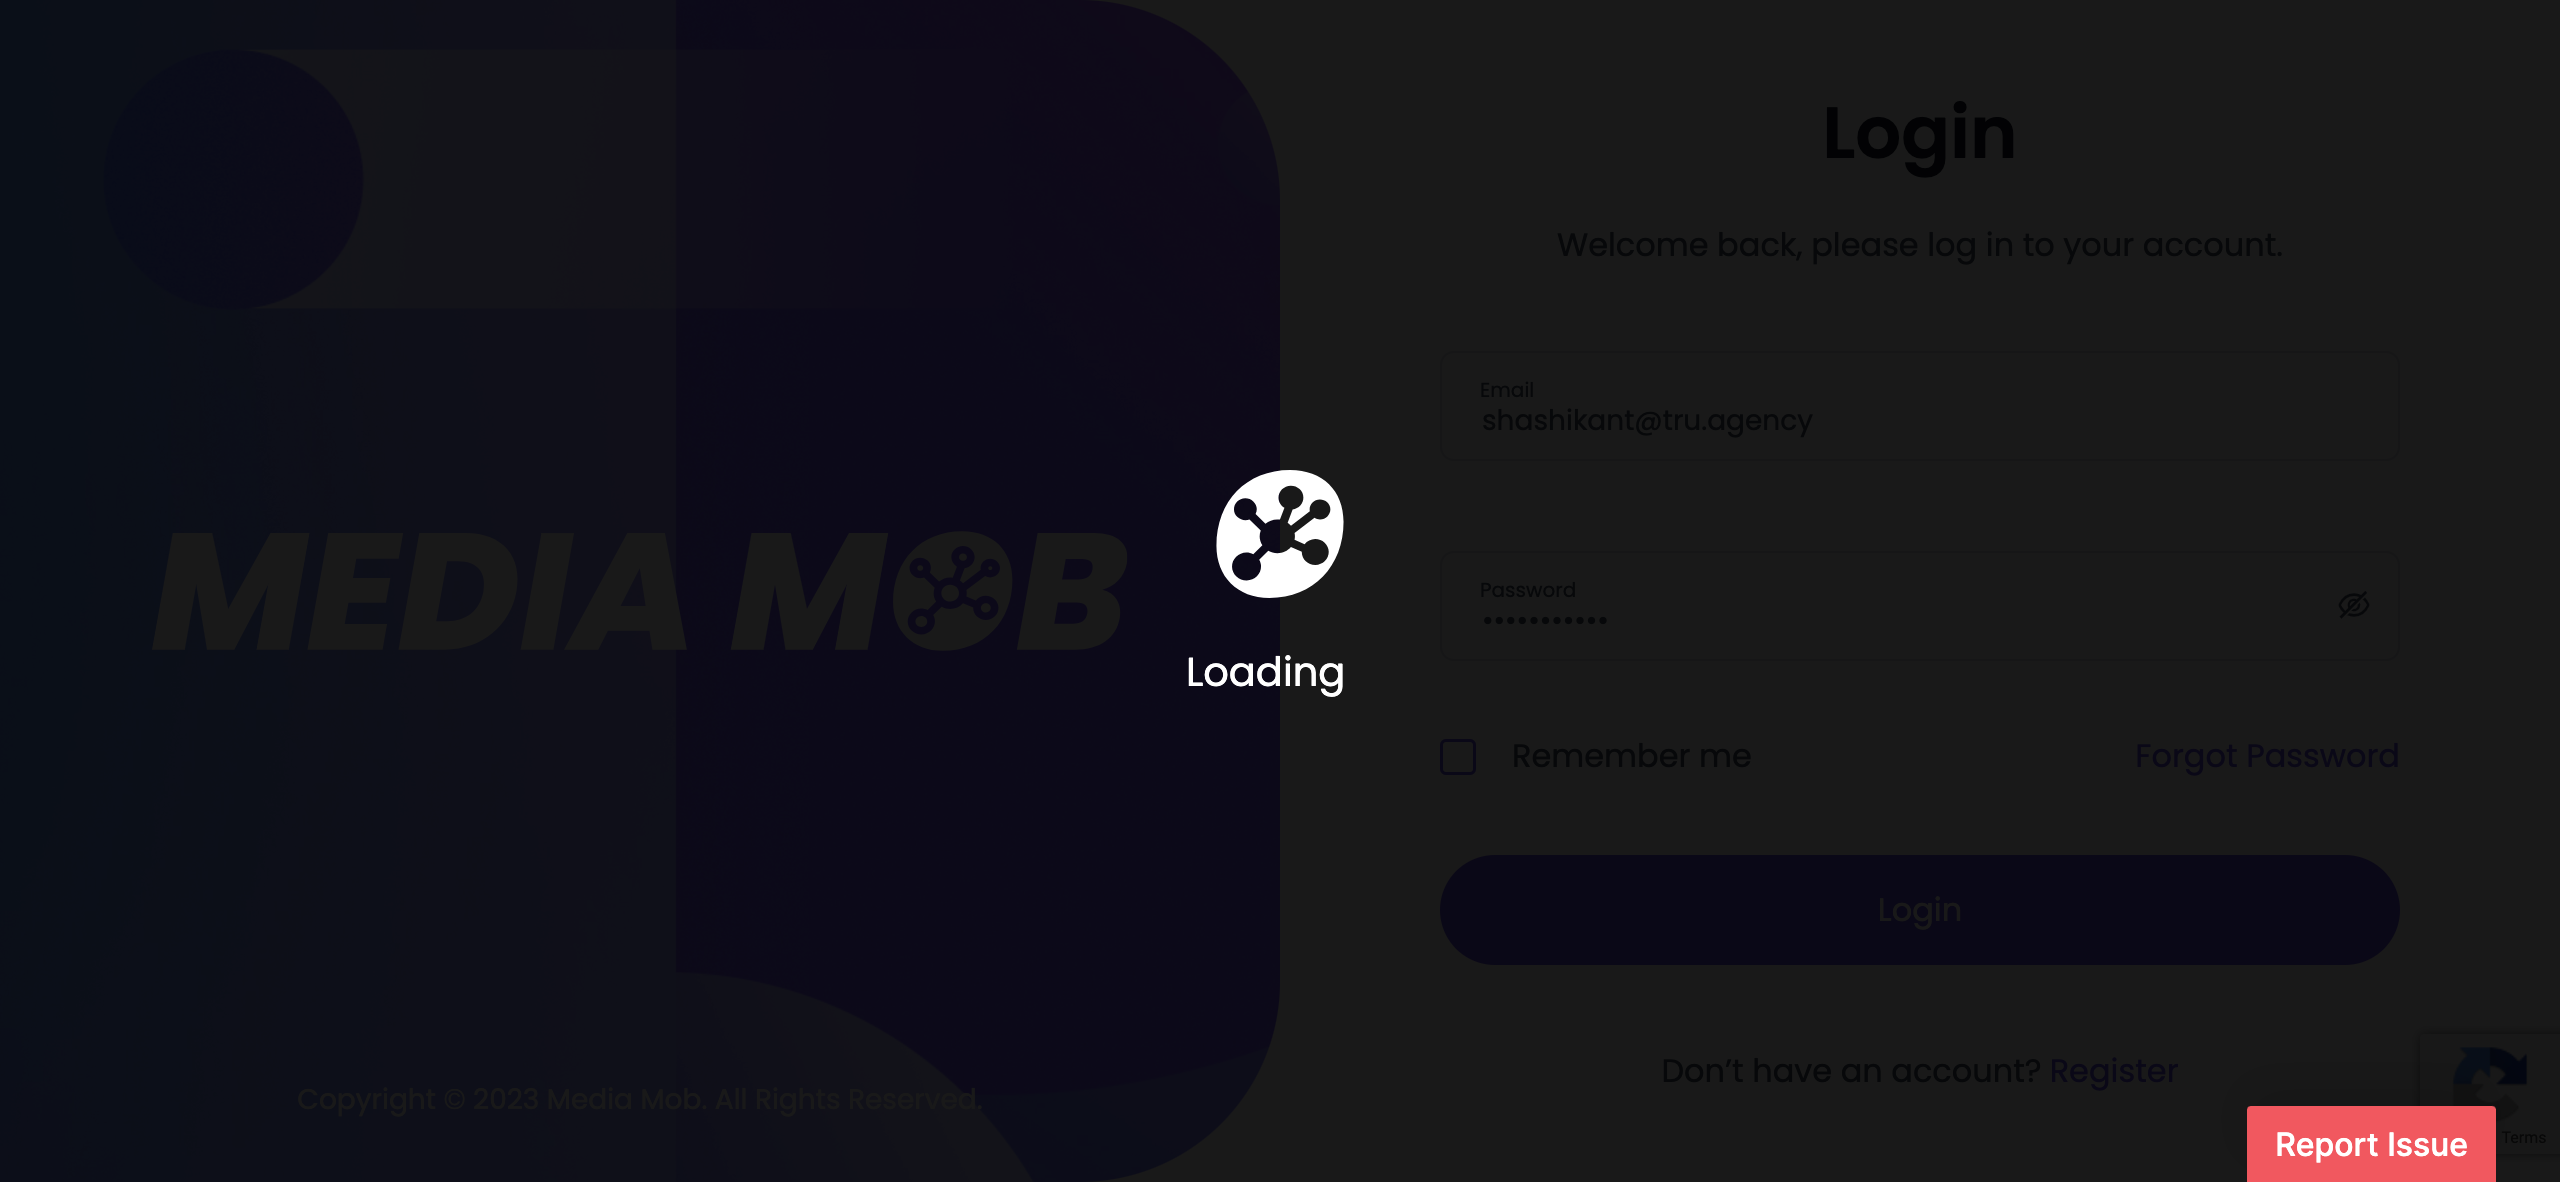 Login
Welcome back, please log in to your account.
Email
shashikant@tru.agency
Password
•••••••••••
Remember me
Forgot Password
Login
Don’t have an account? Register
MEDIA MOB
Copyright © 2023 Media Mob. All Rights Reserved.
Loading
Terms
Report Issue